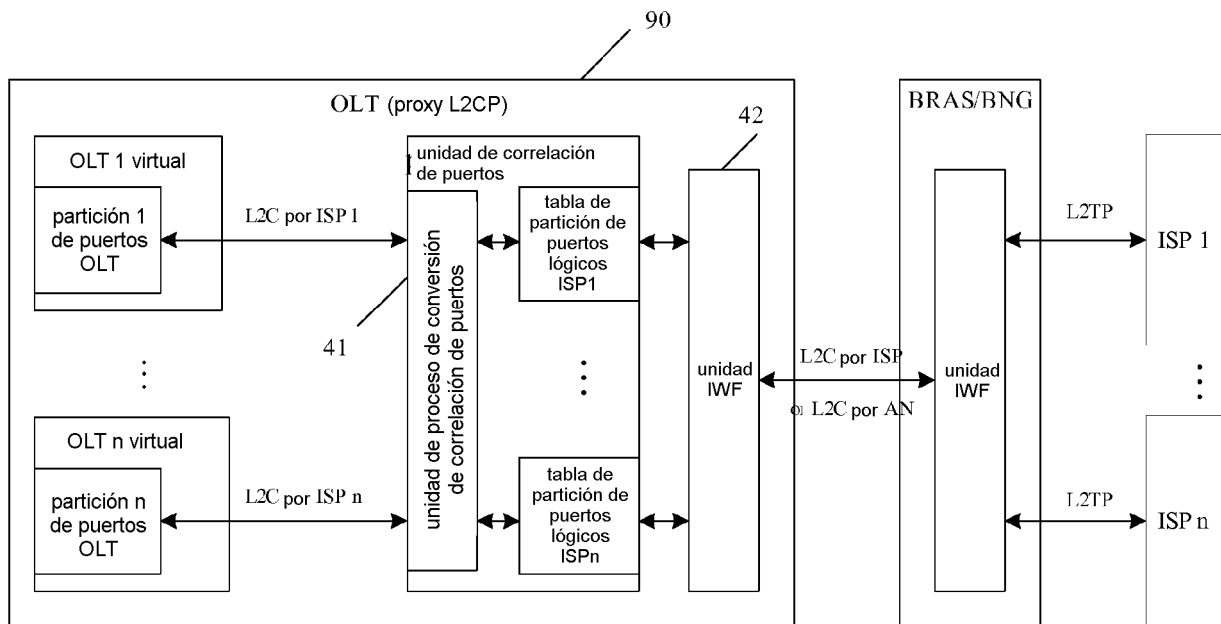 90
OLT (proxy L2CP)
BRAS/BNG
42
OLT 1 virtual
unidad de correlación
de puertos
partición 1
de puertos
OLT
L2C por ISP 1
tabla de
partición de
puertos
lógicos
ISP1
L2TP
ISP 1
41
unidad de proceso de conversión
de correlación de puertos
unidad
IWF
L2C por ISP
or L2C por AN
unidad
IWF
OLT n virtual
partición n
de puertos
OLT
L2C por ISP n
tabla de
partición de
puertos
lógicos
ISPn
L2TP
ISP n